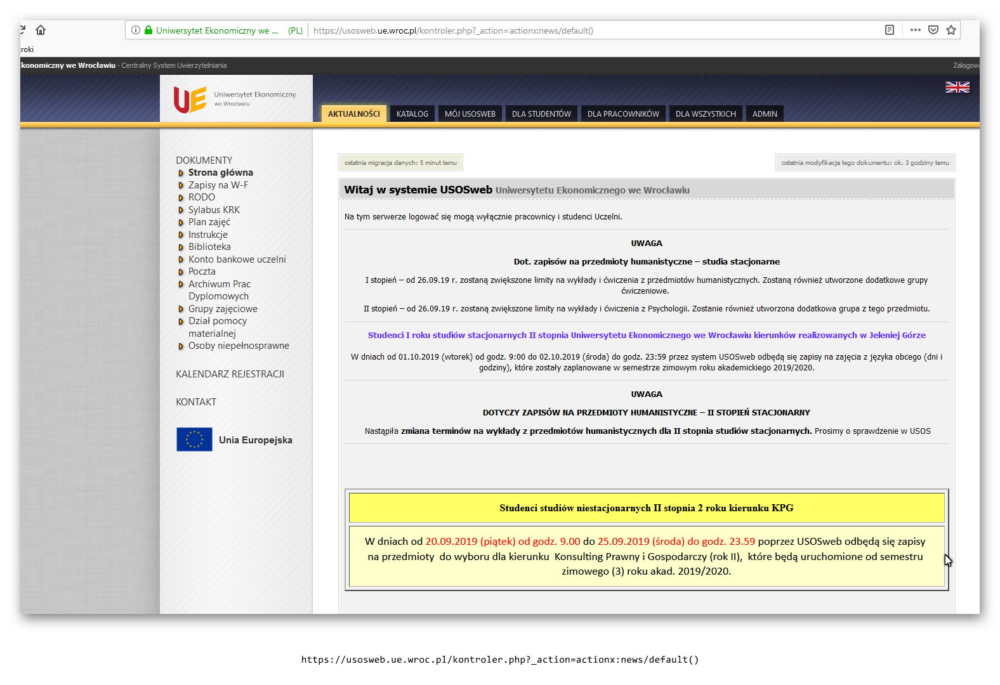 Uniwersytet Ekonomiczny we ... (PL) https://usosweb.ue.wroc.pl/kontroler.php?_action=actionx:news/default()
Ekonomiczny we Wrocławiu - Centralny System Uwierzytelniania
UE Uniwersytet Ekonomiczny
we Wrocławiu
AKTUALNOŚCI KATALOG MÓJ USOSWEB DLA STUDENTÓW DLA PRACOWNIKÓW DLA WSZYSTKICH ADMIN
DOKUMENTY
Strona główna
Zapisy na W-F
RODO
Sylabus KRK
Plan zajęć
Instrukcje
Biblioteka
Konto bankowe uczelni
Poczta
Archiwum Prac
Dyplomowych
Grupy zajęciowe
Dział pomocy
materialnej
Osoby niepełnosprawne
KALENDARZ REJESTRACJI
KONTAKT
Unia Europejska
ostatnia migracja danych: 5 minut temu
ostatnia modyfikacja tego dokumentu: ok. 3 godziny temu
Witaj w systemie USOSweb Uniwersytetu Ekonomicznego we Wrocławiu
Na tym serwerze logować się mogą wyłącznie pracownicy i studenci Uczelni.
UWAGA
Dot. zapisów na przedmioty humanistyczne – studia stacjonarne
I stopień – od 26.09.19 r. zostaną zwiększone limity na wykłady i ćwiczenia z przedmiotów humanistycznych. Zostaną również utworzone dodatkowe grupy
ćwiczeniowe.
II stopień – od 26.09.19 r. zostaną zwiększone limity na wykłady i ćwiczenia z Psychologii. Zostanie również utworzona dodatkowa grupa z tego przedmiotu.
Studenci I roku studiów stacjonarnych II stopnia Uniwersytetu Ekonomicznego we Wrocławiu kierunków realizowanych w Jeleniej Górze
W dniach od 01.10.2019 (wtorek) od godz. 9:00 do 02.10.2019 (środa) do godz. 23:59 przez system USOSweb odbędą się zapisy na zajęcia z języka obcego (dni i
godziny), które zostały zaplanowane w semestrze zimowym roku akademickiego 2019/2020.
UWAGA
DOTYCZY ZAPISÓW NA PRZEDMIOTY HUMANISTYCZNE – II STOPIEŃ STACJONARNY
Nastąpiła zmiana terminów na wykłady z przedmiotów humanistycznych dla II stopnia studiów stacjonarnych. Prosimy o sprawdzenie w USOS
Studenci studiów niestacjonarnych II stopnia 2 roku kierunku KPG
W dniach od 20.09.2019 (piątek) od godz. 9.00 do 25.09.2019 (środa) do godz. 23.59 poprzez USOSweb odbędą się zapisy
na przedmioty do wyboru dla kierunku Konsulting Prawny i Gospodarczy (rok II), które będą uruchomione od semestru
zimowego (3) roku akad. 2019/2020.
https://usosweb.ue.wroc.pl/kontroler.php?_action=actionx:news/default()